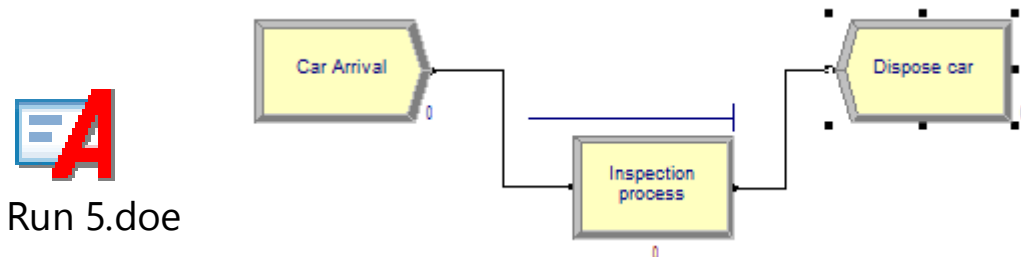 Car Arrival
0
Dispose car
Inspection
process
0
A
Run 5.doe